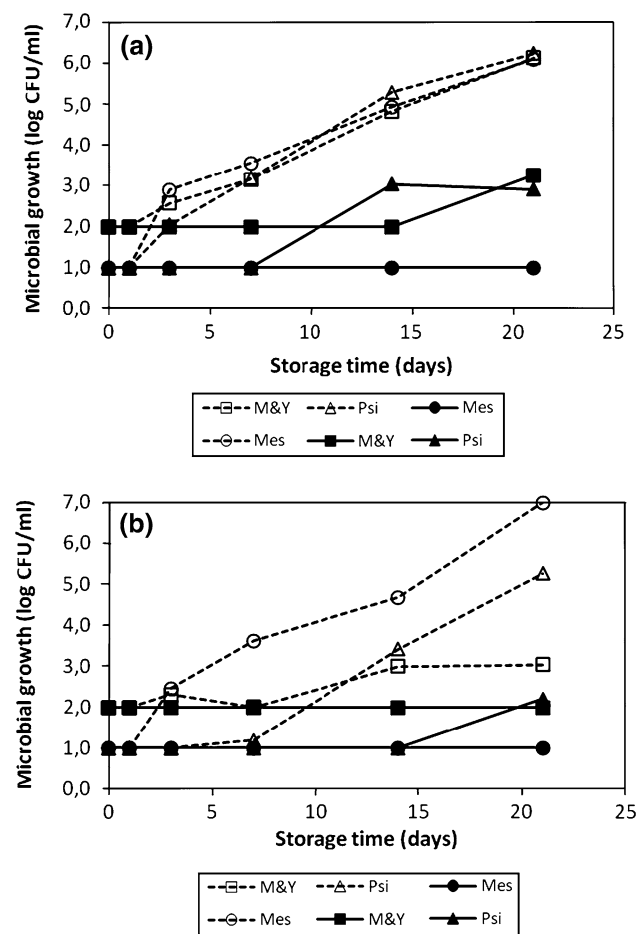 (a)
Microbial growth (log CFU/ml)
7,0
6,0
5,0
4,0
3,0
2,0
1,0
0,0
0 5 10 15 20 25
Storage time (days)
M&Y Psi Mes
Mes M&Y Psi
(b)
Microbial growth (log CFU/ml)
7,0
6,0
5,0
4,0
3,0
2,0
1,0
0,0
0 5 10 15 20 25
Storage time (days)
M&Y Psi Mes
Mes M&Y Psi